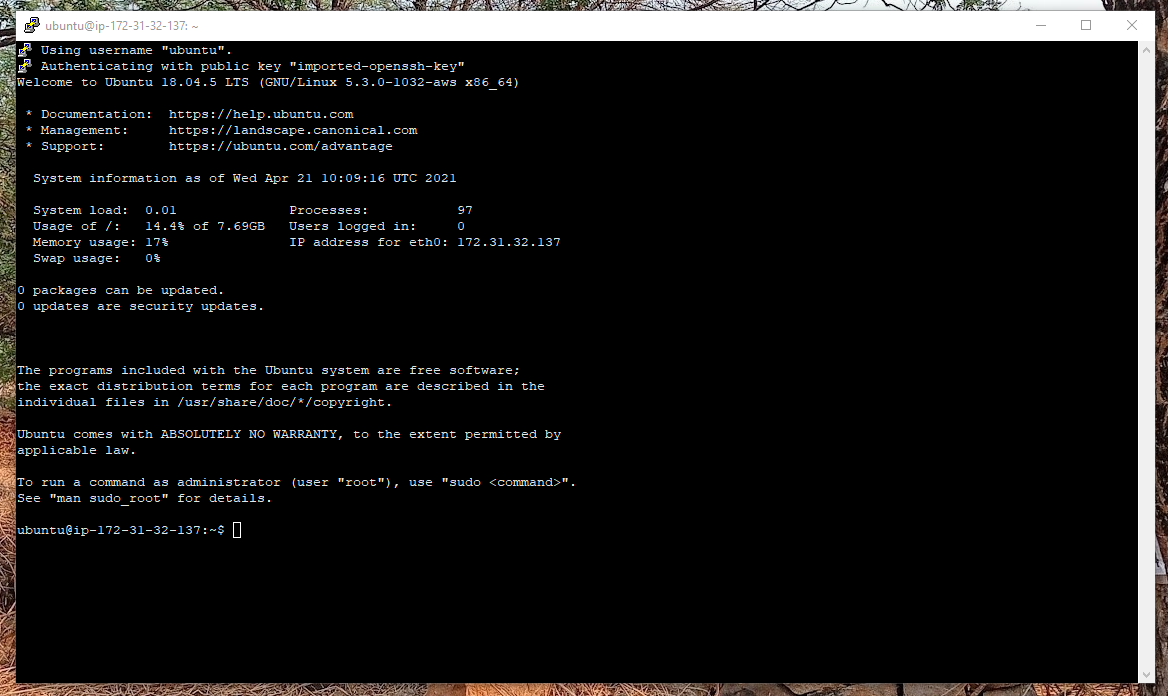 ubuntu@ip-172-31-32-137: ~
Using username "ubuntu".
Authenticating with public key "imported-openssh-key"
Welcome to Ubuntu 18.04.5 LTS (GNU/Linux 5.3.0-1032-aws x86_64)
* Documentation:  https://help.ubuntu.com
* Management:     https://landscape.canonical.com
* Support:        https://ubuntu.com/advantage
System information as of Wed Apr 21 10:09:16 UTC 2021
System load:  0.01              Processes:           97
Usage of /:   14.4% of 7.69GB   Users logged in:     0
Memory usage: 17%               IP address for eth0: 172.31.32.137
Swap usage:   0%
0 packages can be updated.
0 updates are security updates.
The programs included with the Ubuntu system are free software;
the exact distribution terms for each program are described in the
individual files in /usr/share/doc/*/copyright.
Ubuntu comes with ABSOLUTELY NO WARRANTY, to the extent permitted by
applicable law.
To run a command as administrator (user "root"), use "sudo <command>".
See "man sudo_root" for details.
ubuntu@ip-172-31-32-137:~$